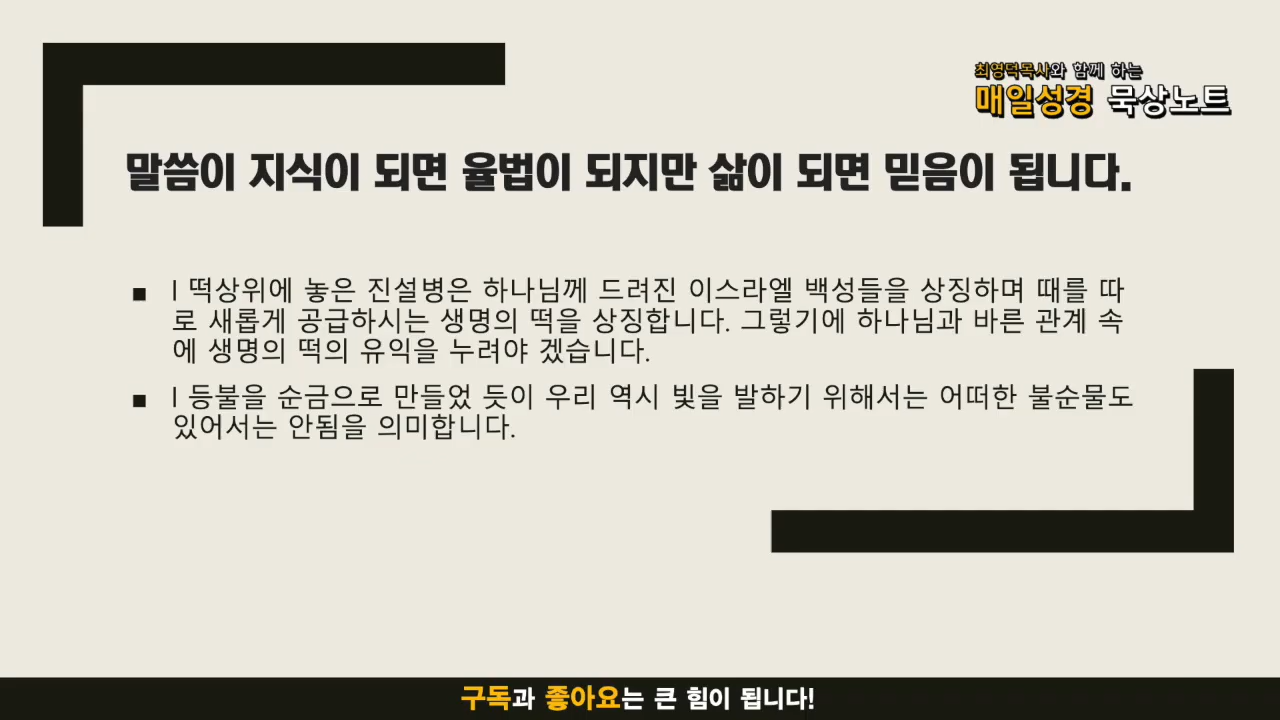 최영덕목사와 함께 하는
매일성경 묵상노트
말씀이 지식이 되면 율법이 되지만 삶이 되면 믿음이 됩니다.
■ l 떡상위에 놓은 진설병은 하나님께 드려진 이스라엘 백성들을 상징하며 때를 따
로 새롭게 공급하시는 생명의 떡을 상징합니다. 그렇기에 하나님과 바른 관계 속
에 생명의 떡의 유익을 누려야 겠습니다.
■ l 등불을 순금으로 만들었 듯이 우리 역시 빛을 발하기 위해서는 어떠한 불순물도
있어서는 안됨을 의미합니다.
구독과 좋아요는 큰 힘이 됩니다!